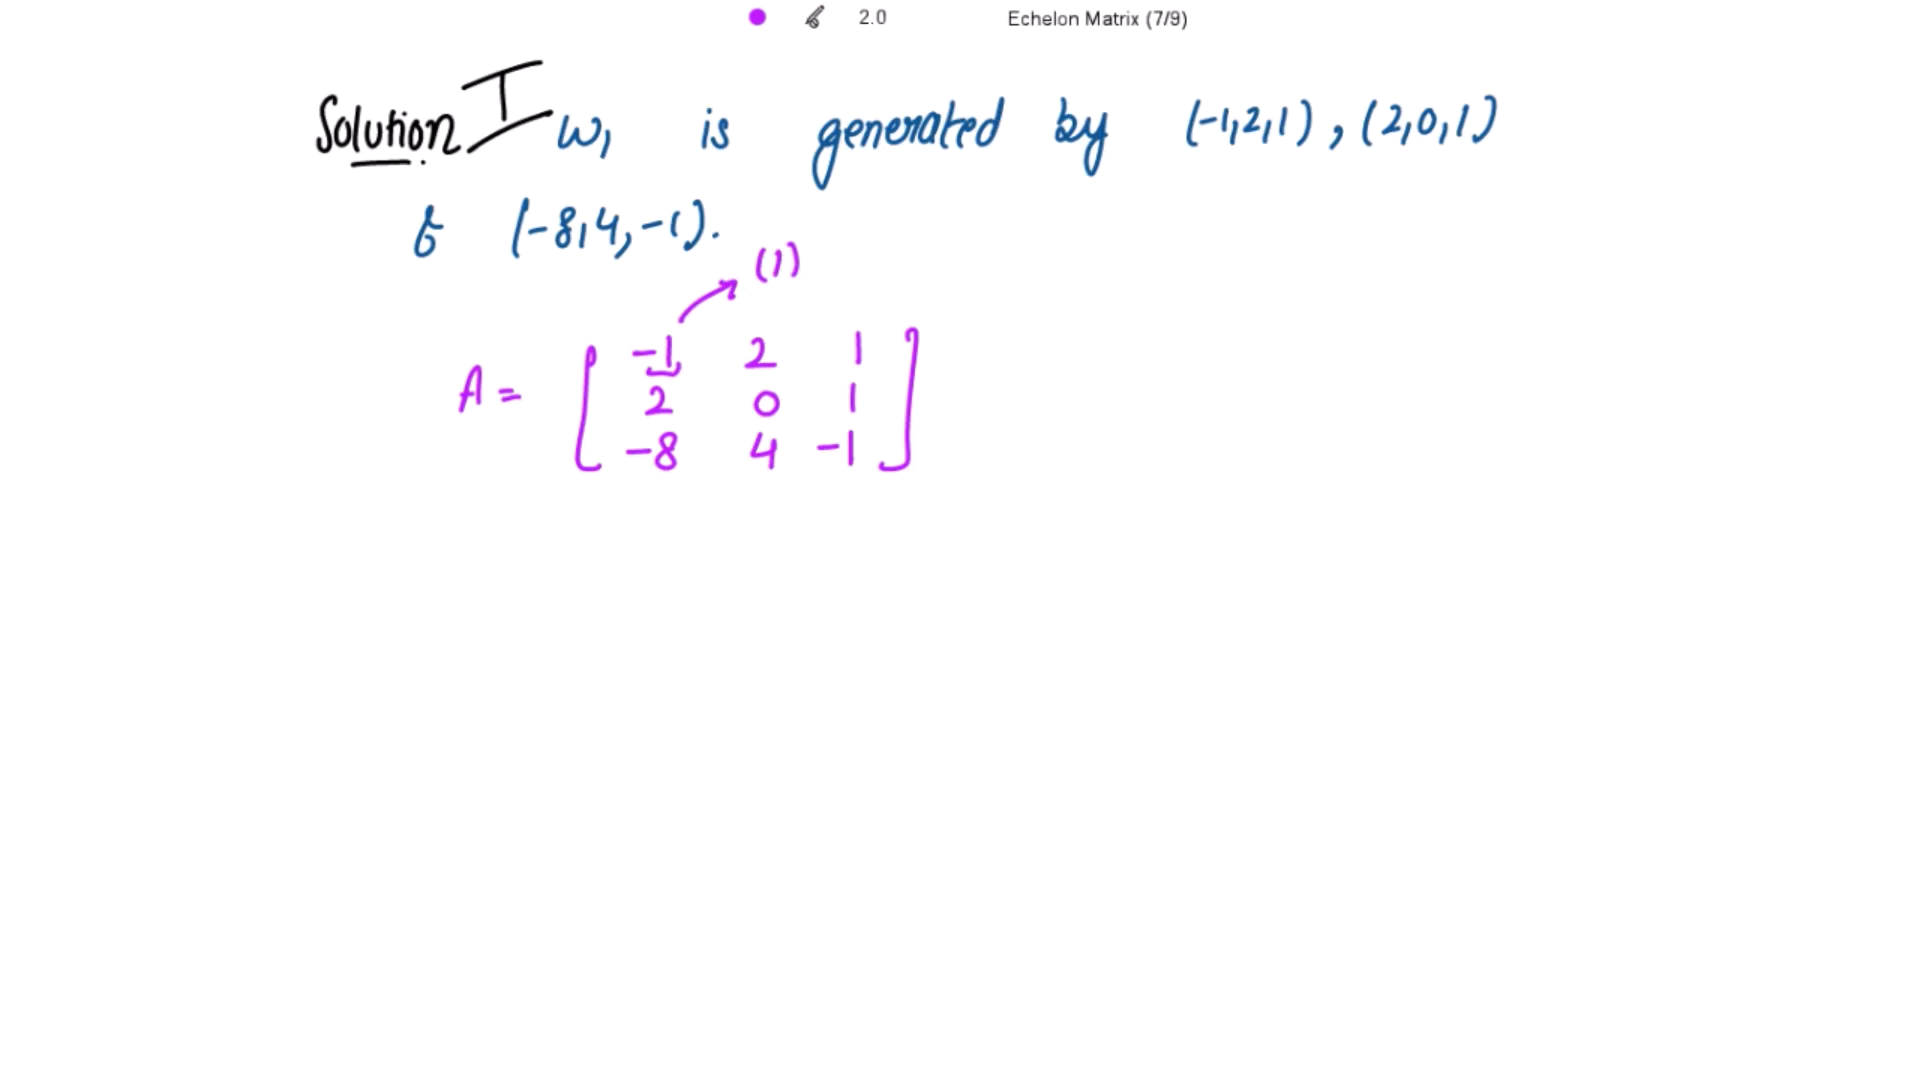 2.0 Echelon Matrix (7/9)
Solution I W₁ is generated by (-1,2,1), (2,0,1)
& (-8,4,-1).
(1)
A = [ -1 2 1
2 0 1
-8 4 -1 ]